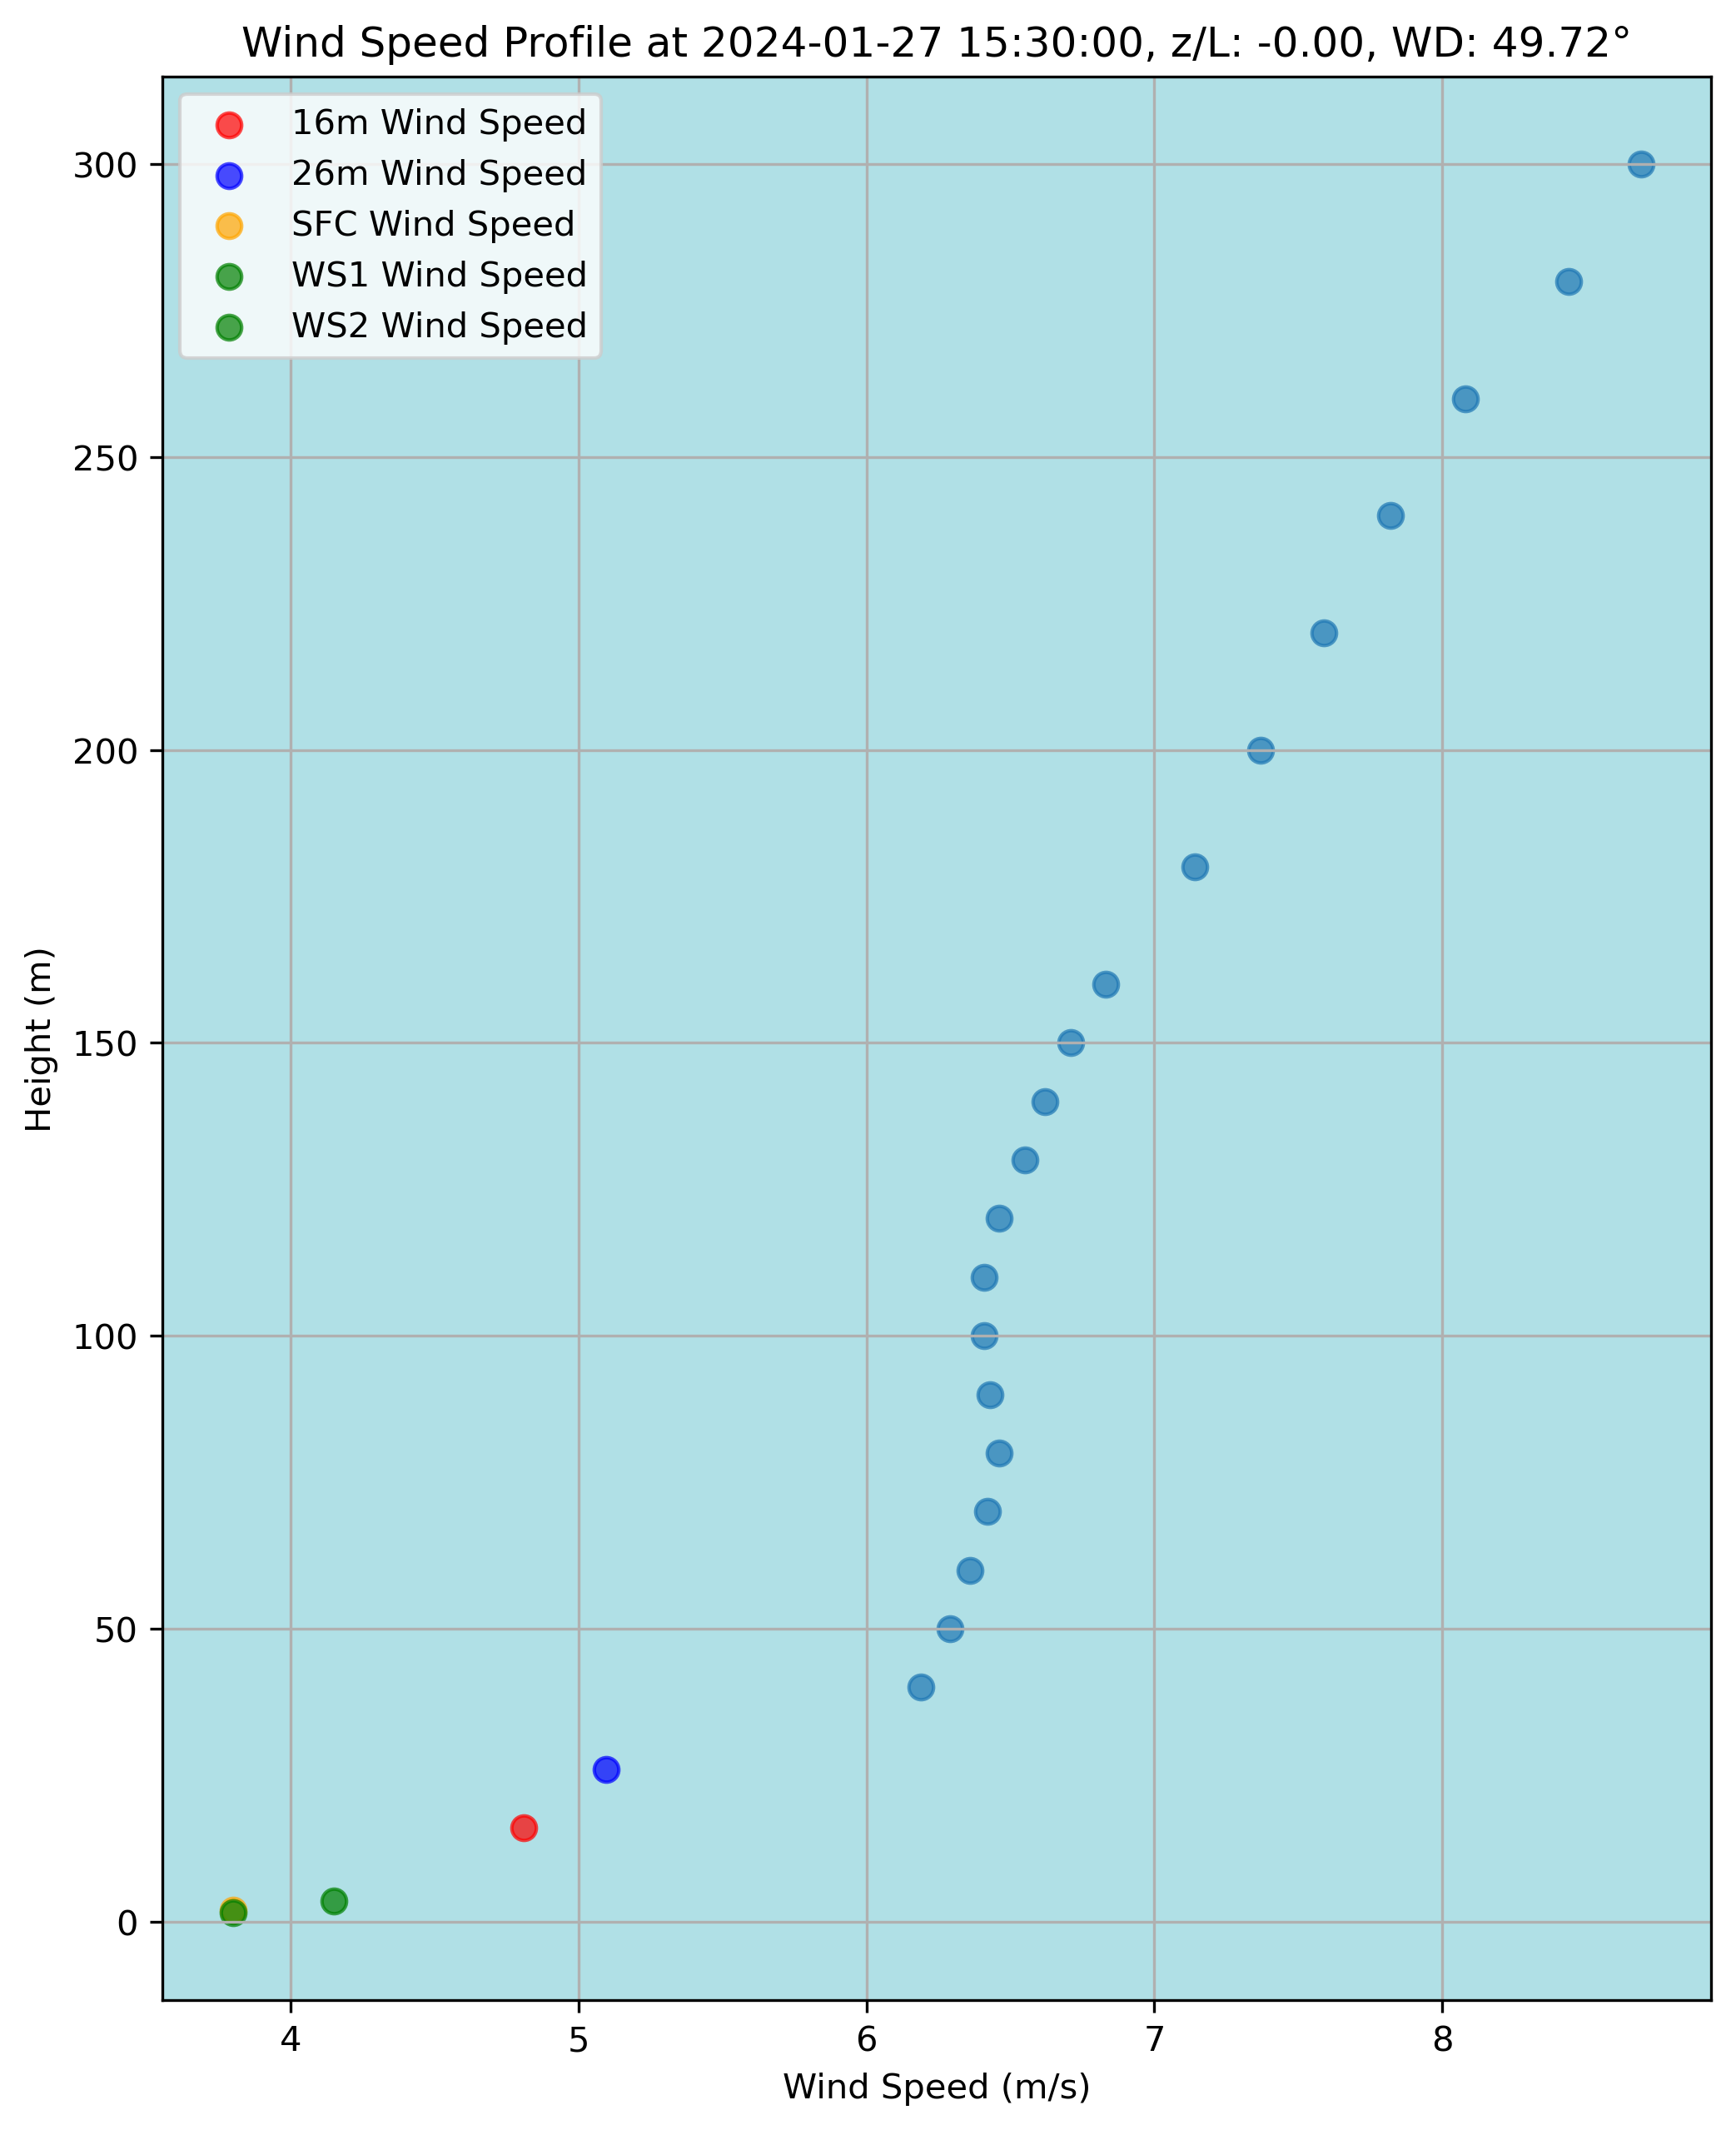 Wind Speed Profile at 2024-01-27 15:30:00, z/L: -0.00, WD: 49.72°
16m Wind Speed
26m Wind Speed
SFC Wind Speed
WS1 Wind Speed
WS2 Wind Speed
300
250
200
150
100
50
0
Height (m)
4 5 6 7 8
Wind Speed (m/s)